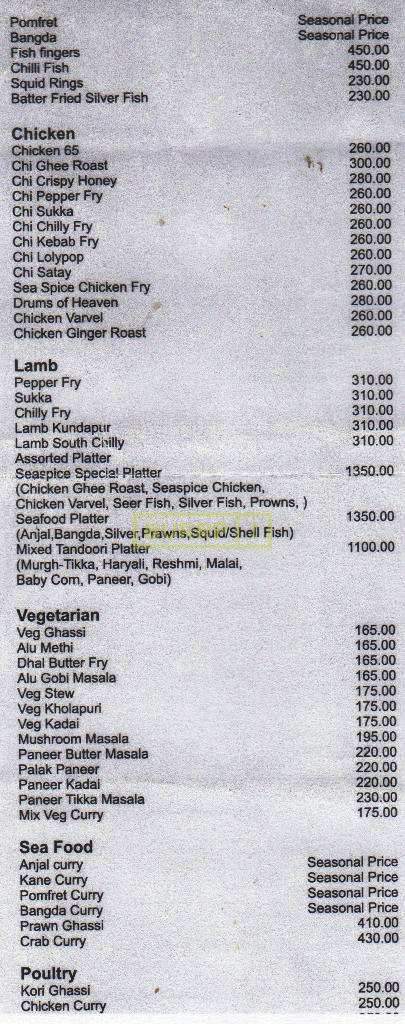 Pomfret Seasonal Price
Bangda Seasonal Price
Fish fingers 450.00
Chilli Fish 450.00
Squid Rings 230.00
Batter Fried Silver Fish 230.00
Chicken
Chicken 65 260.00
Chi Ghee Roast 300.00
Chi Crispy Honey 280.00
Chi Pepper Fry 260.00
Chi Sukka 260.00
Chi Chilly Fry 260.00
Chi Kebab Fry 260.00
Chi Lolypop 260.00
Chi Satay 270.00
Sea Spice Chicken Fry 260.00
Drums of Heaven 280.00
Chicken Varvel 260.00
Chicken Ginger Roast 260.00
Lamb
Pepper Fry 310.00
Sukka 310.00
Chilly Fry 310.00
Lamb Kundapur 310.00
Lamb South Chilly 310.00
Assorted Platter
Seaspice Special Platter 1350.00
(Chicken Ghee Roast, Seaspice Chicken,
Chicken Varvel, Seer Fish, Silver Fish, Prowns, )
Seafood Platter 1350.00
(Anjal,Bangda,Silver,Prawns,Squid/Shell Fish)
Mixed Tandoori Platter 1100.00
(Murgh-Tikka, Haryali, Reshmi, Malai,
Baby Corn, Paneer, Gobi)
Vegetarian
Veg Ghassi 165.00
Alu Methi 165.00
Dhal Butter Fry 165.00
Alu Gobi Masala 165.00
Veg Stew 175.00
Veg Kholapuri 175.00
Veg Kadai 175.00
Mushroom Masala 195.00
Paneer Butter Masala 220.00
Palak Paneer 220.00
Paneer Kadai 220.00
Paneer Tikka Masala 230.00
Mix Veg Curry 175.00
Sea Food
Anjal curry Seasonal Price
Kane Curry Seasonal Price
Pomfret Curry Seasonal Price
Bangda Curry Seasonal Price
Prawn Ghassi 410.00
Crab Curry 430.00
Poultry
Kori Ghassi 250.00
Chicken Curry 250.00